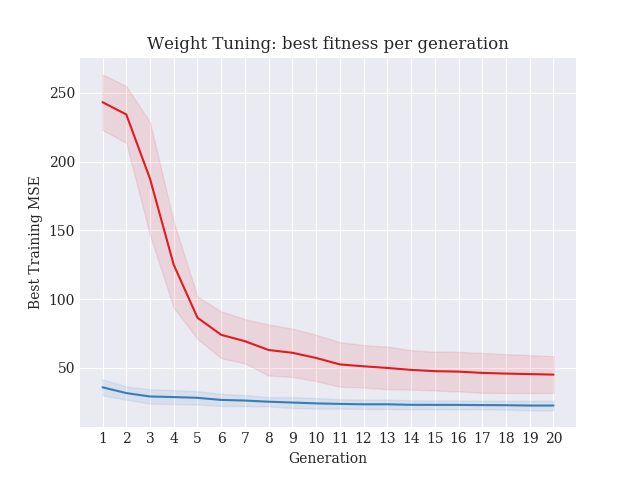 Weight Tuning: best fitness per generation
250
200
150
100
50
Best Training MSE
1 2 3 4 5 6 7 8 9 10 11 12 13 14 15 16 17 18 19 20
Generation